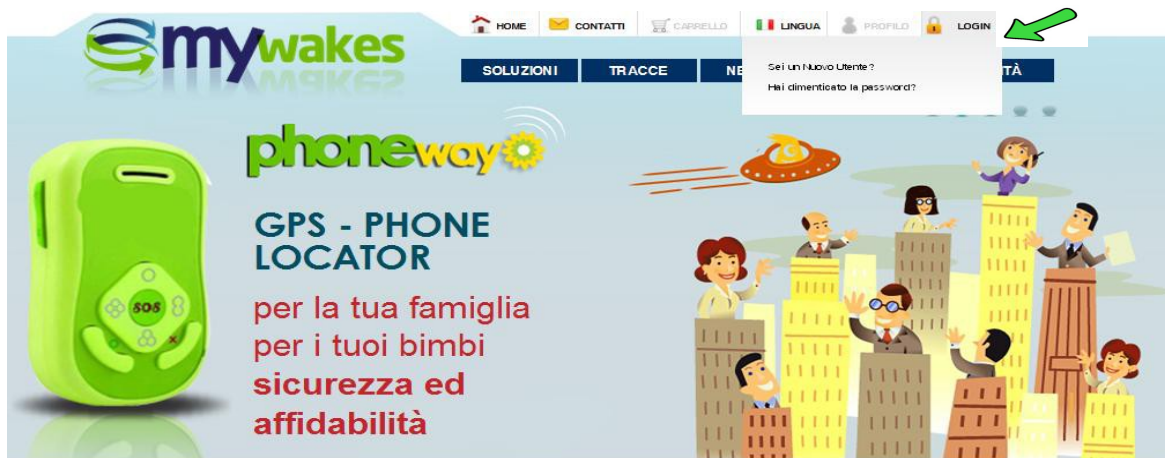 mywakes
HOME CONTATTI CARRELLO LINGUA PROFILO LOGIN
SOLUZIONI TRACCE
Sei un Nuovo Utente?
Hai dimenticato la password?
phoneway
GPS - PHONE
LOCATOR
per la tua famiglia
per i tuoi bimbi
sicurezza ed
affidabilità
SOS